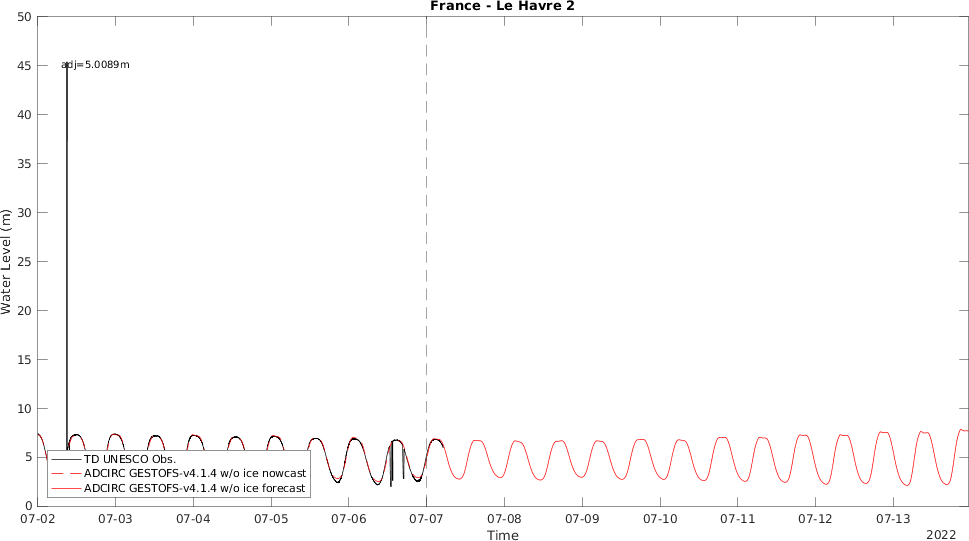 France - Le Havre 2
50
45
40
35
30
25
20
15
10
5
0
Water Level (m)
adj=5.0089m
TD UNESCO Obs.
ADCIRC GESTOFS-v4.1.4 w/o ice nowcast
ADCIRC GESTOFS-v4.1.4 w/o ice forecast
07-02 07-03 07-04 07-05 07-06 07-07 07-08 07-09 07-10 07-11 07-12 07-13
Time
2022